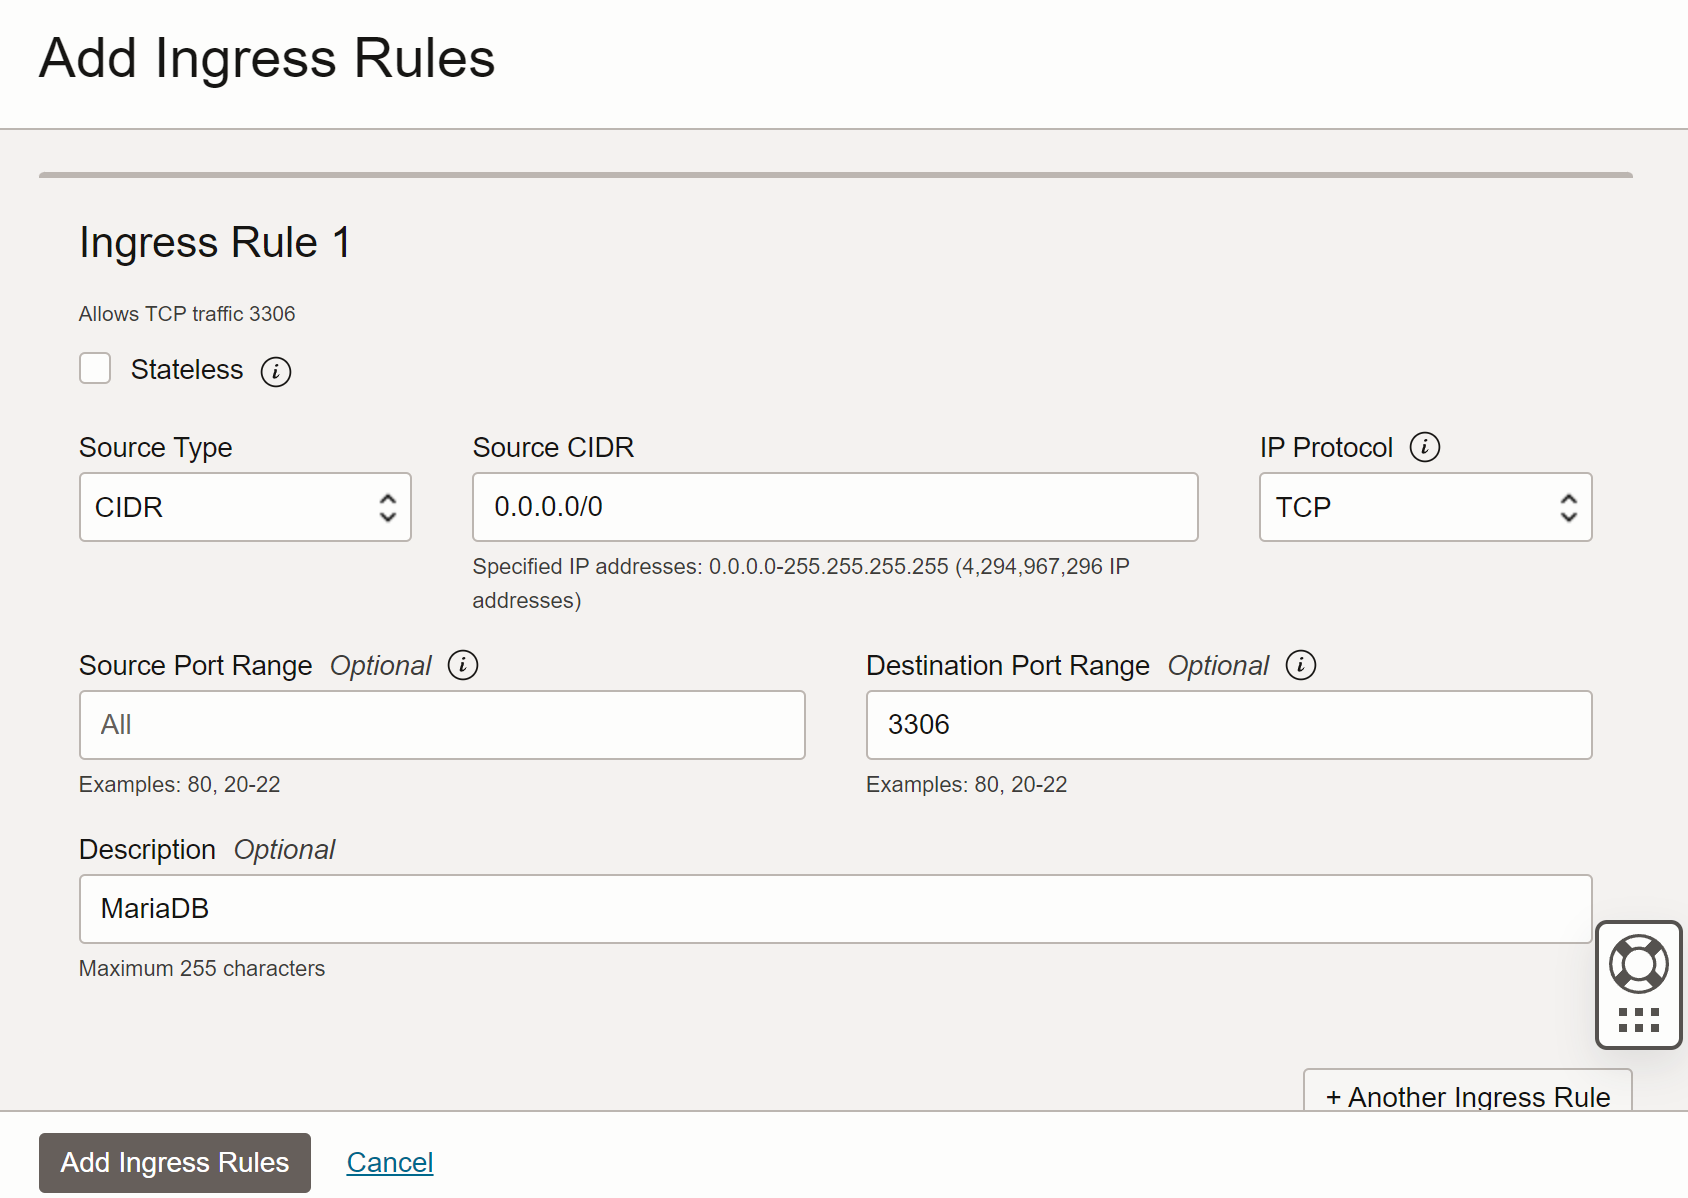 Add Ingress Rules
Ingress Rule 1
Allows TCP traffic 3306
Stateless
Source Type
Source CIDR
IP Protocol
CIDR
0.0.0.0/0
TCP
Specified IP addresses: 0.0.0.0-255.255.255.255 (4,294,967,296 IP
addresses)
Source Port Range Optional
Destination Port Range Optional
All
3306
Examples: 80, 20-22
Examples: 80, 20-22
Description Optional
MariaDB
Maximum 255 characters
+ Another Ingress Rule
Add Ingress Rules
Cancel